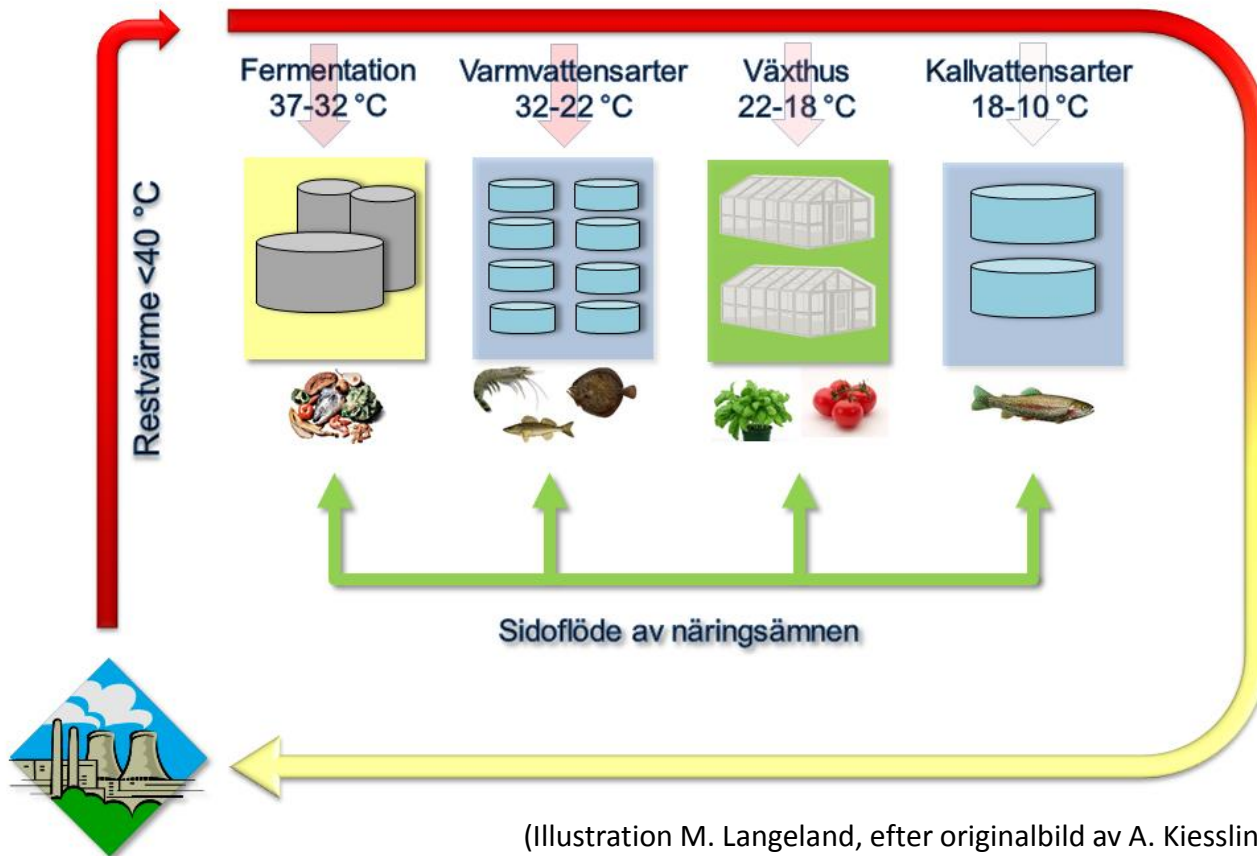 Fermentation
37-32 °C
Varmvattensarter
32-22 °C
Växthus
22-18 °C
Kallvattensarter
18-10 °C
Restvärme <40 °C
Sidoflöde av näringsämnen
(Illustration M. Langeland, efter originalbild av A. Kiesslin